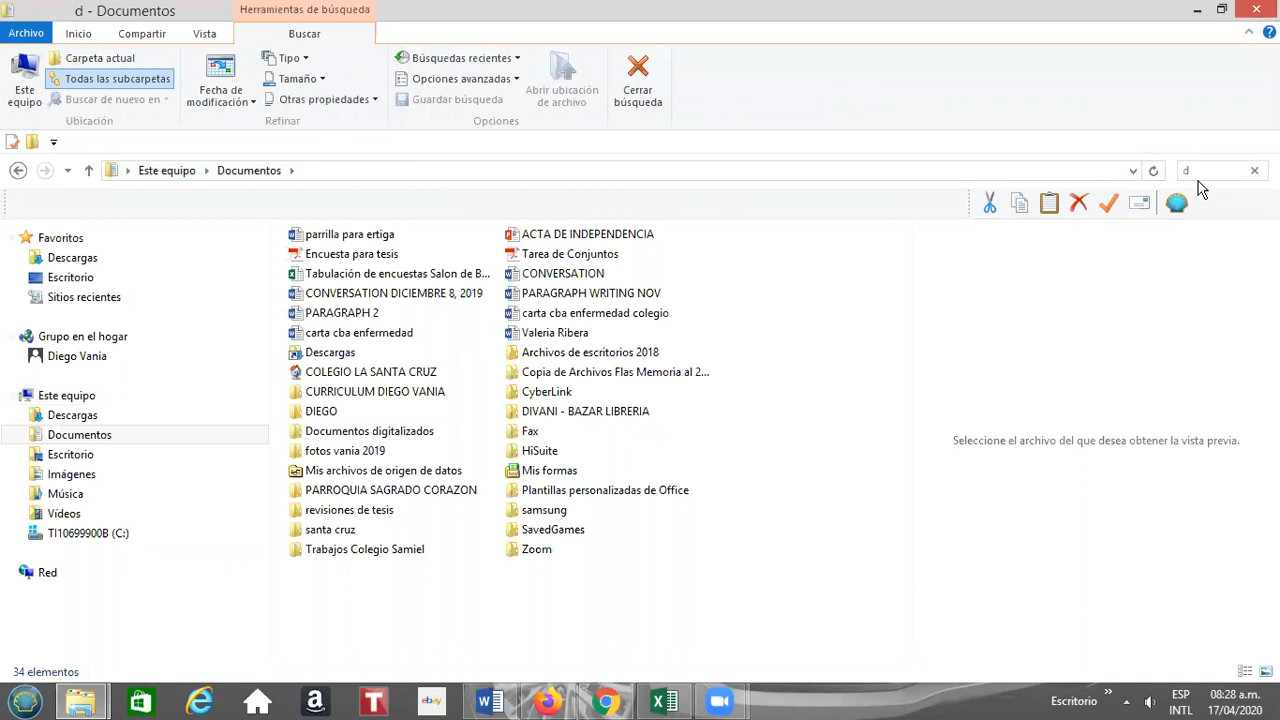 d - Documentos
Herramientas de búsqueda
Archivo
Inicio
Compartir
Vista
Buscar
Este equipo
Carpeta actual
Todas las subcarpetas
Buscar de nuevo en
Ubicación
Fecha de modificación
Tipo
Tamaño
Otras propiedades
Refinar
Búsquedas recientes
Opciones avanzadas
Guardar búsqueda
Abrir ubicación de archivo
Opciones
Cerrar búsqueda
Este equipo
Documentos
d
Favoritos
Descargas
Escritorio
Sitios recientes
Grupo en el hogar
Diego Vania
Este equipo
Descargas
Documentos
Escritorio
Imágenes
Música
Vídeos
TI10699900B (C:)
Red
parrilla para ertiga
Encuesta para tesis
Tabulación de encuestas Salon de B...
CONVERSATION DICIEMBRE 8, 2019
PARAGRAPH 2
carta cba enfermedad
Descargas
COLEGIO LA SANTA CRUZ
CURRICULUM DIEGO VANIA
DIEGO
Documentos digitalizados
fotos vania 2019
Mis archivos de origen de datos
PARROQUIA SAGRADO CORAZON
revisiones de tesis
santa cruz
Trabajos Colegio Samiel
ACTA DE INDEPENDENCIA
Tarea de Conjuntos
CONVERSATION
PARAGRAPH WRITING NOV
carta cba enfermedad colegio
Valeria Ribera
Archivos de escritorios 2018
Copia de Archivos Flas Memoria al 2...
CyberLink
DIVANI - BAZAR LIBRERIA
Fax
HiSuite
Mis formas
Plantillas personalizadas de Office
samsung
SavedGames
Zoom
Seleccione el archivo del que desea obtener la vista previa.
34 elementos
ebay
Escritorio
ESP
INTL
08:28 a.m.
17/04/2020